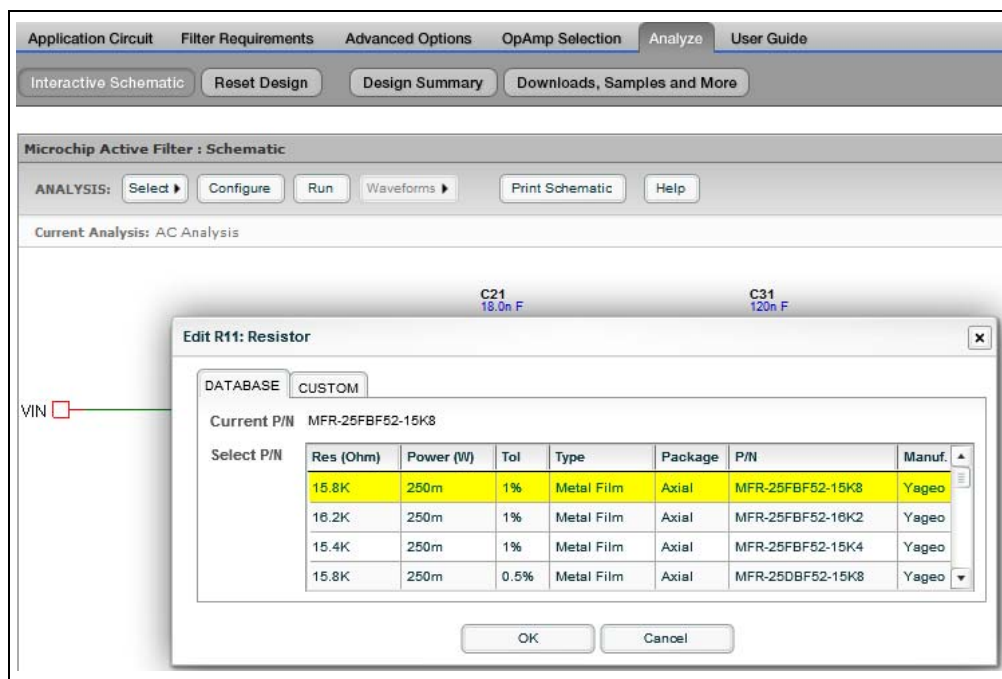 Application Circuit Filter Requirements Advanced Options OpAmp Selection Analyze User Guide
Interactive Schematic Reset Design Design Summary Downloads, Samples and More
Microchip Active Filter : Schematic
ANALYSIS: Select Configure Run Waveforms Print Schematic Help
Current Analysis: AC Analysis
C21 C31
18.0n F 120n F
Edit R11: Resistor
DATABASE CUSTOM
VIN
Current P/N MFR-25FBF52-15K8
Select P/N
Res (Ohm) Power (W) Tol Type Package P/N Manuf.
15.8K 250m 1% Metal Film Axial MFR-25FBF52-15K8 Yageo
16.2K 250m 1% Metal Film Axial MFR-25FBF52-16K2 Yageo
15.4K 250m 1% Metal Film Axial MFR-25FBF52-15K4 Yageo
15.8K 250m 0.5% Metal Film Axial MFR-25DBF52-15K8 Yageo
OK Cancel